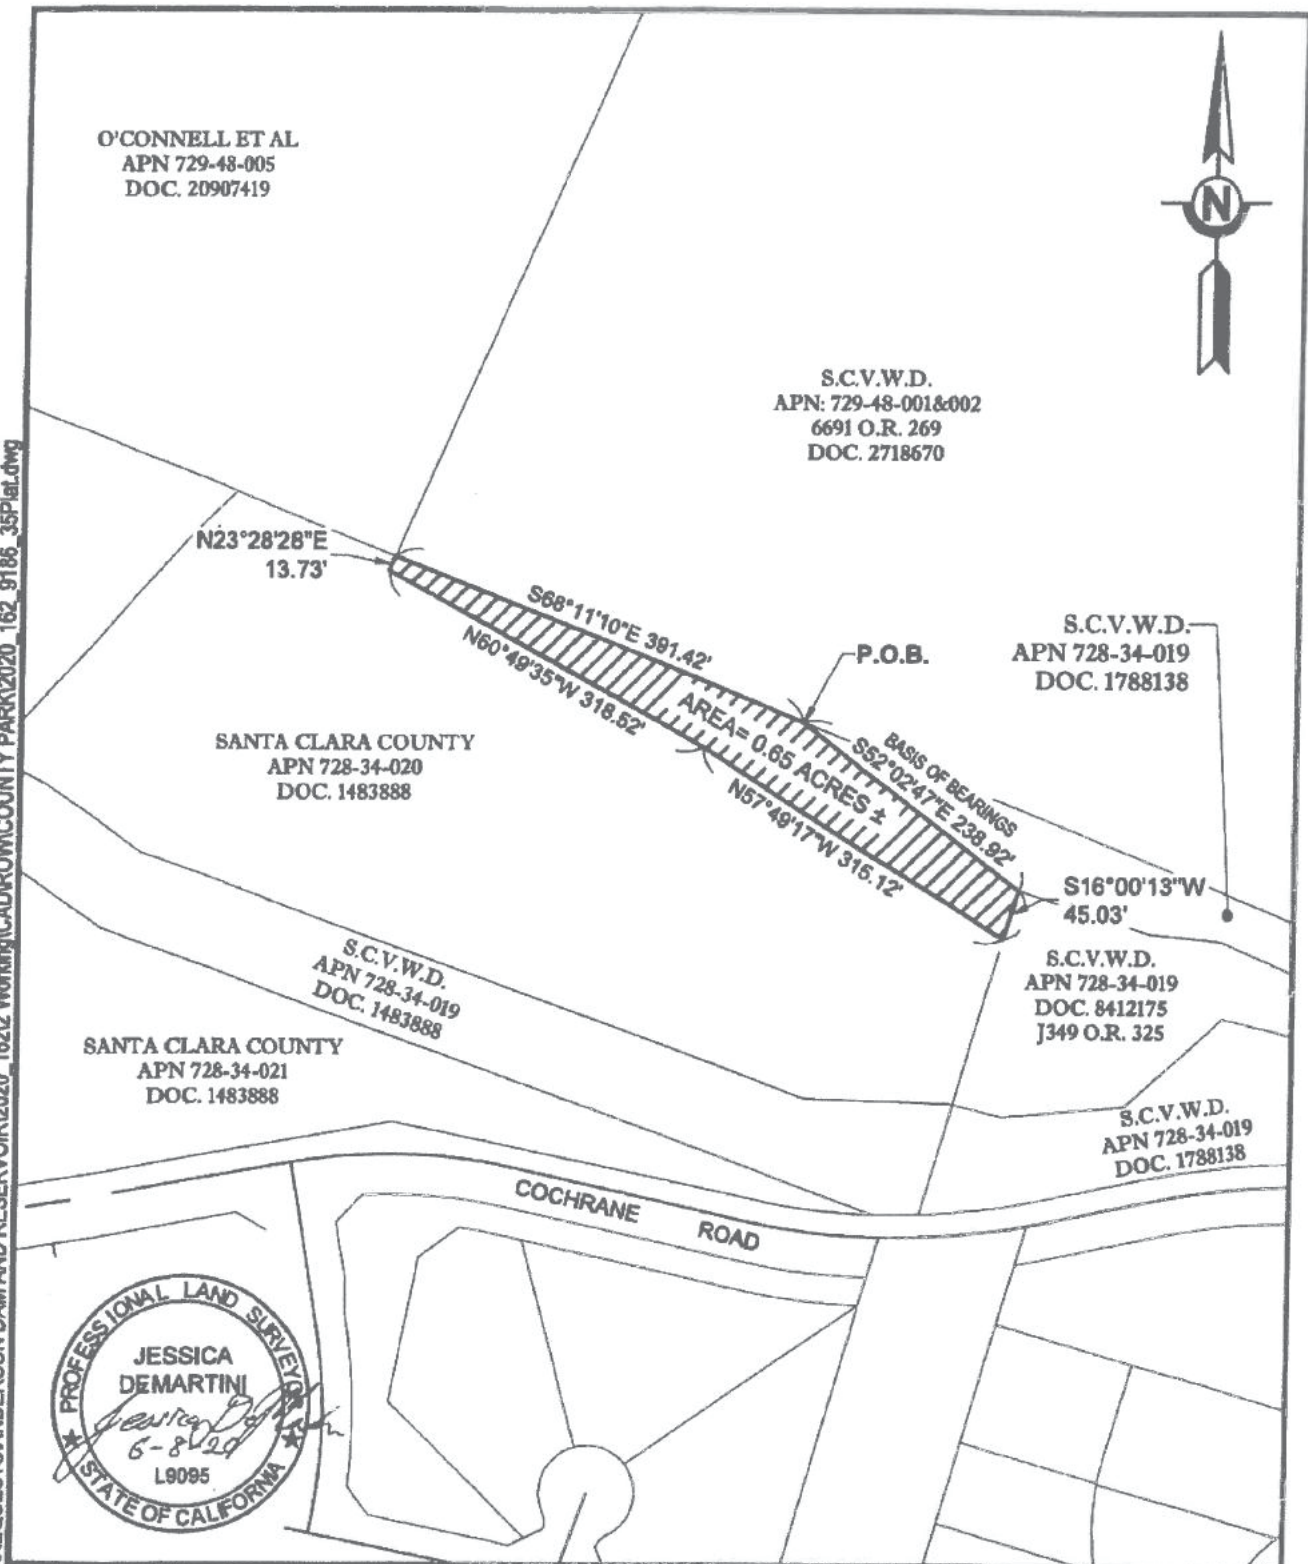 O'CONNELL ET AL
APN 729-48-005
DOC. 20907419
N
S.C.V.W.D.
APN: 729-48-001&002
6691 O.R. 269
DOC. 2718670
N23°28'28"E
13.73'
S68°11'10"E 391.42'
N60°49'35"W 318.52'
P.O.B.
S.C.V.W.D.
APN 728-34-019
DOC. 1788138
AREA= 0.65 ACRES ±
BASIS OF BEARINGS
S52°02'47"E 238.92'
N57°49'17"W 315.12'
S16°00'13"W
45.03'
SANTA CLARA COUNTY
APN 728-34-020
DOC. 1483888
S.C.V.W.D.
APN 728-34-019
DOC. 8412175
J349 O.R. 325
S.C.V.W.D.
APN 728-34-019
DOC. 1483888
SANTA CLARA COUNTY
APN 728-34-021
DOC. 1483888
S.C.V.W.D.
APN 728-34-019
DOC. 1788138
COCHRANE ROAD
PROFESSIONAL LAND SURVEYOR
JESSICA
DEMARTINI
L9095
STATE OF CALIFORNIA
COUNTY PARK\2020_162_9186_35Plat.dwg